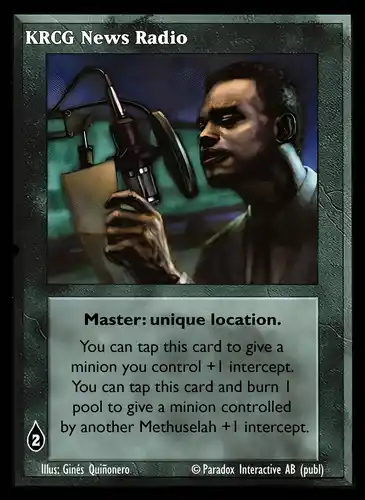 KRCG News Radio
Master: unique location.
You can tap this card to give a
minion you control +1 intercept.
You can tap this card and burn 1
pool to give a minion controlled
by another Methuselah +1 intercept.
2
Illus: Ginés Quiñonero
© Paradox Interactive AB (publ)